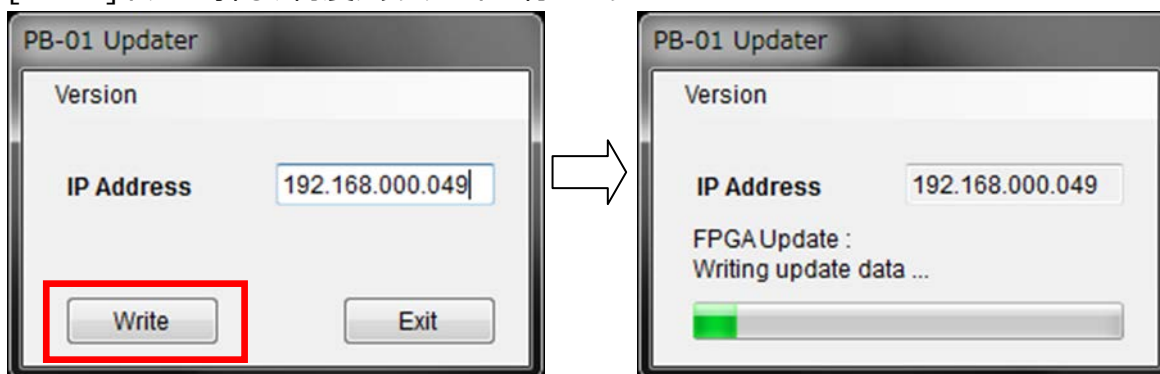 PB-01 Updater
Version
IP Address 192.168.000.049
Write Exit
PB-01 Updater
Version
IP Address 192.168.000.049
FPGA Update :
Writing update data ...